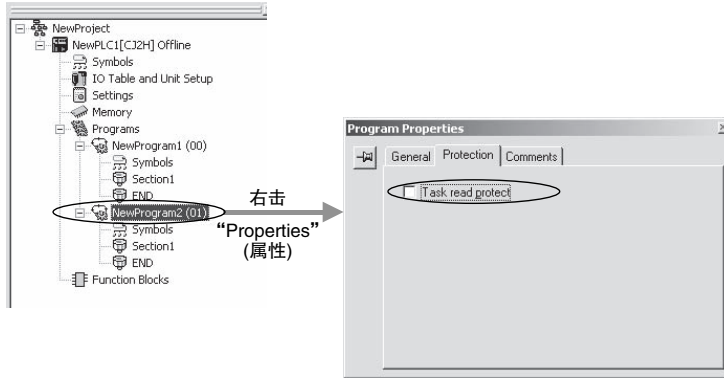 NewProject
NewPLC1[CJ2H] Offline
Symbols
IO Table and Unit Setup
Settings
Memory
Programs
NewProgram1 (00)
Symbols
Section1
END
NewProgram2 (01)
Symbols
Section1
END
Function Blocks
右击
“Properties”
(属性)
Program Properties
General Protection Comments
Task read protect